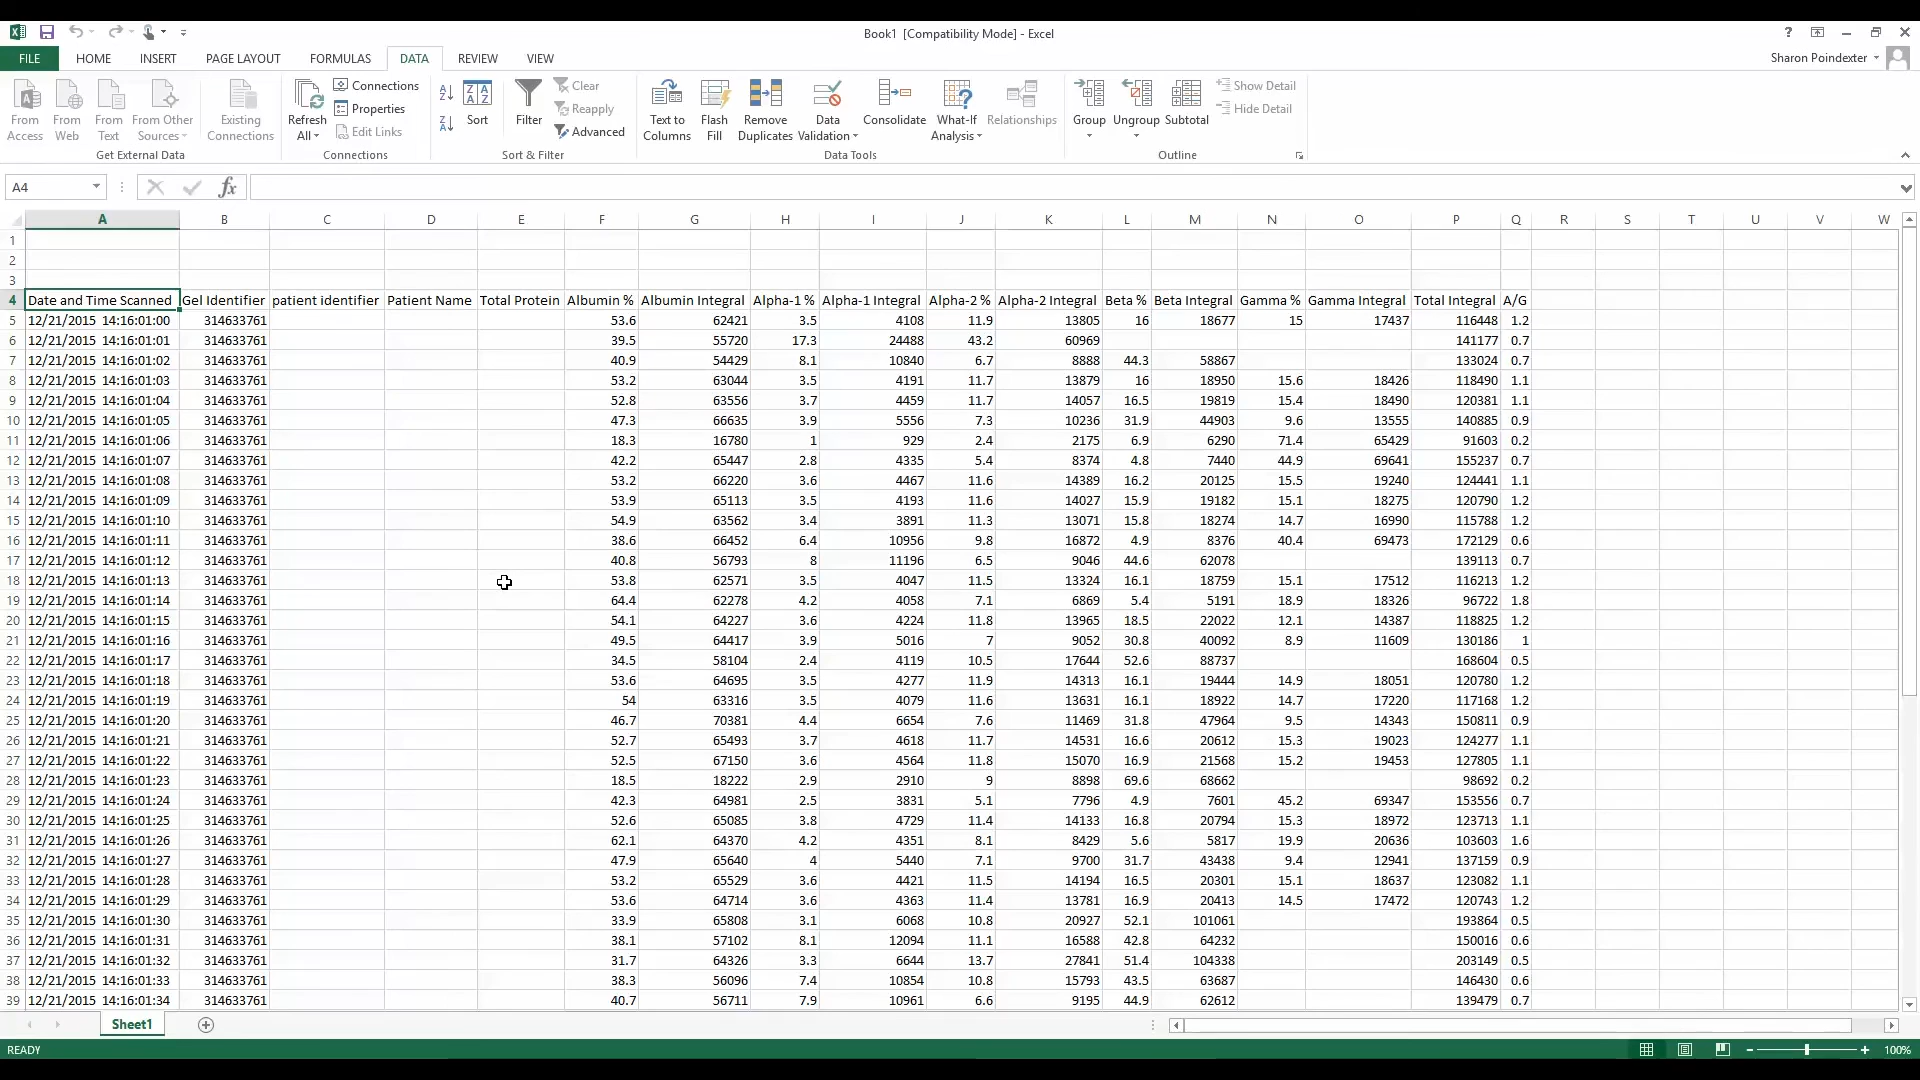 Book1 [Compatibility Mode] - Excel
?
FILE HOME INSERT PAGE LAYOUT FORMULAS DATA REVIEW VIEW
Sharon Poindexter
From Access
From Web
From Text
From Other Sources
Existing Connections
Get External Data
Refresh All
Connections
Properties
Edit Links
Connections
Sort
Filter
Clear
Reapply
Advanced
Sort & Filter
Text to Columns
Flash Fill
Remove Duplicates
Data Validation
Consolidate
What-If Analysis
Relationships
Data Tools
Group
Ungroup
Subtotal
Show Detail
Hide Detail
Outline
A4 fx
A B C D E F G H I J K L M N O P Q R S T U V W
1
2
3
4 Date and Time Scanned Gel Identifier patient identifier Patient Name Total Protein Albumin % Albumin Integral Alpha-1 % Alpha-1 Integral Alpha-2 % Alpha-2 Integral Beta % Beta Integral Gamma % Gamma Integral Total Integral A/G
5 12/21/2015 14:16:01:00 314633761 53.6 62421 3.5 4108 11.9 13805 16 18677 15 17437 116448 1.2
6 12/21/2015 14:16:01:01 314633761 39.5 55720 17.3 24488 43.2 60969 141177 0.7
7 12/21/2015 14:16:01:02 314633761 40.9 54429 8.1 10840 6.7 8888 44.3 58867 133024 0.7
8 12/21/2015 14:16:01:03 314633761 53.2 63044 3.5 4191 11.7 13879 16 18950 15.6 18426 118490 1.1
9 12/21/2015 14:16:01:04 314633761 52.8 63556 3.7 4459 11.7 14057 16.5 19819 15.4 18490 120381 1.1
10 12/21/2015 14:16:01:05 314633761 47.3 66635 3.9 5556 7.3 10236 31.9 44903 9.6 13555 140885 0.9
11 12/21/2015 14:16:01:06 314633761 18.3 16780 1 929 2.4 2175 6.9 6290 71.4 65429 91603 0.2
12 12/21/2015 14:16:01:07 314633761 42.2 65447 2.8 4335 5.4 8374 4.8 7440 44.9 69641 155237 0.7
13 12/21/2015 14:16:01:08 314633761 53.2 66220 3.6 4467 11.6 14389 16.2 20125 15.5 19240 124441 1.1
14 12/21/2015 14:16:01:09 314633761 53.9 65113 3.5 4193 11.6 14027 15.9 19182 15.1 18275 120790 1.2
15 12/21/2015 14:16:01:10 314633761 54.9 63562 3.4 3891 11.3 13071 15.8 18274 14.7 16990 115788 1.2
16 12/21/2015 14:16:01:11 314633761 38.6 66452 6.4 10956 9.8 16872 4.9 8376 40.4 69473 172129 0.6
17 12/21/2015 14:16:01:12 314633761 40.8 56793 8 11196 6.5 9046 44.6 62078 139113 0.7
18 12/21/2015 14:16:01:13 314633761 53.8 62571 3.5 4047 11.5 13324 16.1 18759 15.1 17512 116213 1.2
19 12/21/2015 14:16:01:14 314633761 64.4 62278 4.2 4058 7.1 6869 5.4 5191 18.9 18326 96722 1.8
20 12/21/2015 14:16:01:15 314633761 54.1 64227 3.6 4224 11.8 13965 18.5 22022 12.1 14387 118825 1.2
21 12/21/2015 14:16:01:16 314633761 49.5 64417 3.9 5016 7 9052 30.8 40092 8.9 11609 130186 1
22 12/21/2015 14:16:01:17 314633761 34.5 58104 2.4 4119 10.5 17644 52.6 88737 168604 0.5
23 12/21/2015 14:16:01:18 314633761 53.6 64695 3.5 4277 11.9 14313 16.1 19444 14.9 18051 120780 1.2
24 12/21/2015 14:16:01:19 314633761 54 63316 3.5 4079 11.6 13631 16.1 18922 14.7 17220 117168 1.2
25 12/21/2015 14:16:01:20 314633761 46.7 70381 4.4 6654 7.6 11469 31.8 47964 9.5 14343 150811 0.9
26 12/21/2015 14:16:01:21 314633761 52.7 65493 3.7 4618 11.7 14531 16.6 20612 15.3 19023 124277 1.1
27 12/21/2015 14:16:01:22 314633761 52.5 67150 3.6 4564 11.8 15070 16.9 21568 15.2 19453 127805 1.1
28 12/21/2015 14:16:01:23 314633761 18.5 18222 2.9 2910 9 8898 69.6 68662 98692 0.2
29 12/21/2015 14:16:01:24 314633761 42.3 64981 2.5 3831 5.1 7796 4.9 7601 45.2 69347 153556 0.7
30 12/21/2015 14:16:01:25 314633761 52.6 65085 3.8 4729 11.4 14133 16.8 20794 15.3 18972 123713 1.1
31 12/21/2015 14:16:01:26 314633761 62.1 64370 4.2 4351 8.1 8429 5.6 5817 19.9 20636 103603 1.6
32 12/21/2015 14:16:01:27 314633761 47.9 65640 4 5440 7.1 9700 31.7 43438 9.4 12941 137159 0.9
33 12/21/2015 14:16:01:28 314633761 53.2 65529 3.6 4421 11.5 14194 16.5 20301 15.1 18637 123082 1.1
34 12/21/2015 14:16:01:29 314633761 53.6 64714 3.6 4363 11.4 13781 16.9 20413 14.5 17472 120743 1.2
35 12/21/2015 14:16:01:30 314633761 33.9 65808 3.1 6068 10.8 20927 52.1 101061 193864 0.5
36 12/21/2015 14:16:01:31 314633761 38.1 57102 8.1 12094 11.1 16588 42.8 64232 150016 0.6
37 12/21/2015 14:16:01:32 314633761 31.7 64326 3.3 6644 13.7 27841 51.4 104338 203149 0.5
38 12/21/2015 14:16:01:33 314633761 38.3 56096 7.4 10854 10.8 15793 43.5 63687 146430 0.6
39 12/21/2015 14:16:01:34 314633761 40.7 56711 7.9 10961 6.6 9195 44.9 62612 139479 0.7
Sheet1
READY 100%